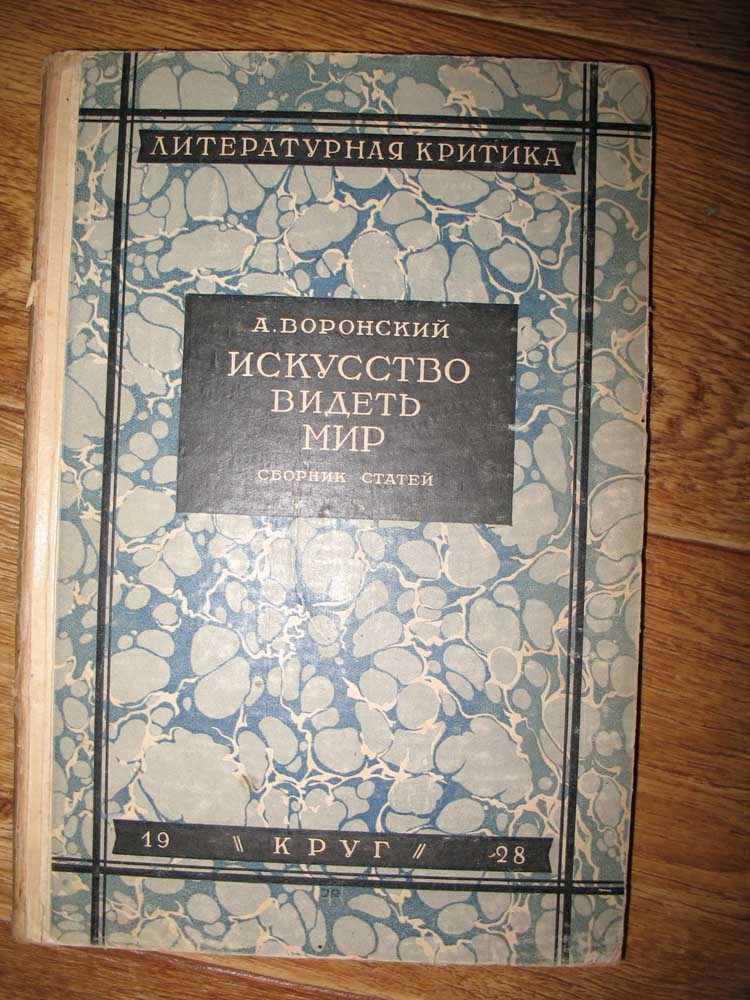 ЛИТЕРАТУРНАЯ КРИТИКА
А. ВОРОНСКИЙ
ИСКУССТВО
ВИДЕТЬ
МИР
СБОРНИК СТАТЕЙ
19 // КРУГ // 28